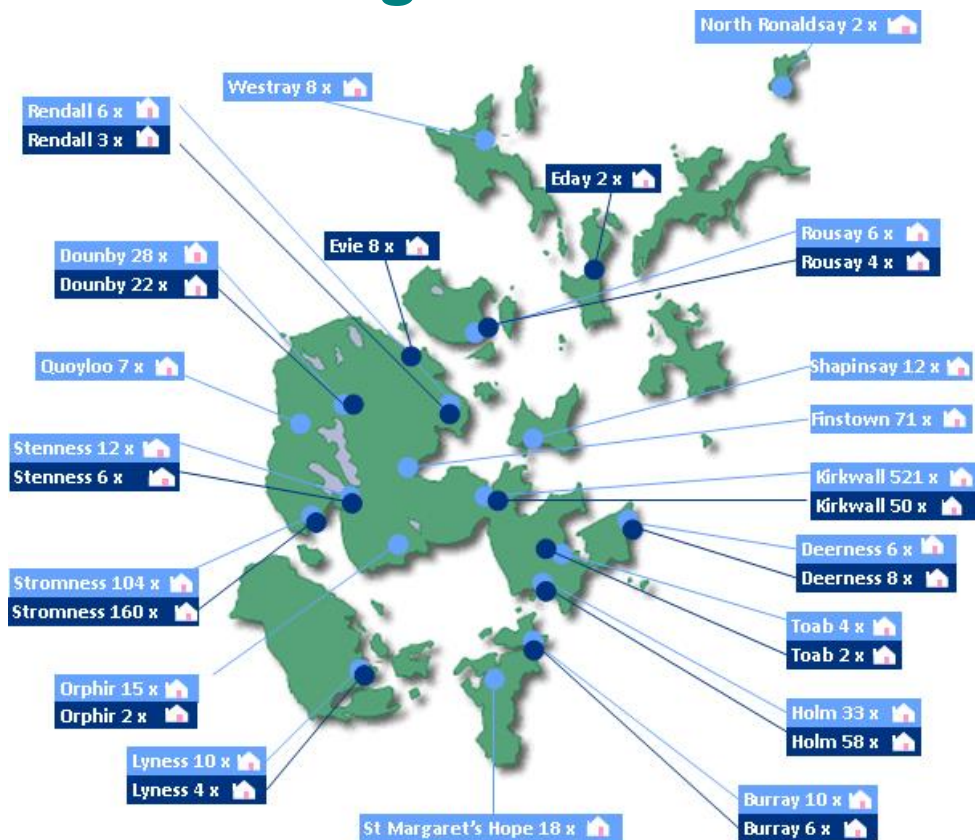 North Ronaldsay 2 x
Westray 8 x
Rendall 6 x
Rendall 3 x
Eday 2 x
Rousay 6 x
Rousay 4 x
Evie 8 x
Dounby 28 x
Dounby 22 x
Quoyloo 7 x
Shapinsay 12 x
Finstown 71 x
Stenness 12 x
Stenness 6 x
Kirkwall 521 x
Kirkwall 50 x
Deerness 6 x
Deerness 8 x
Stromness 104 x
Stromness 160 x
Toab 4 x
Toab 2 x
Orphir 15 x
Orphir 2 x
Holm 33 x
Holm 58 x
Lyness 10 x
Lyness 4 x
Burray 10 x
Burray 6 x
St Margaret's Hope 18 x